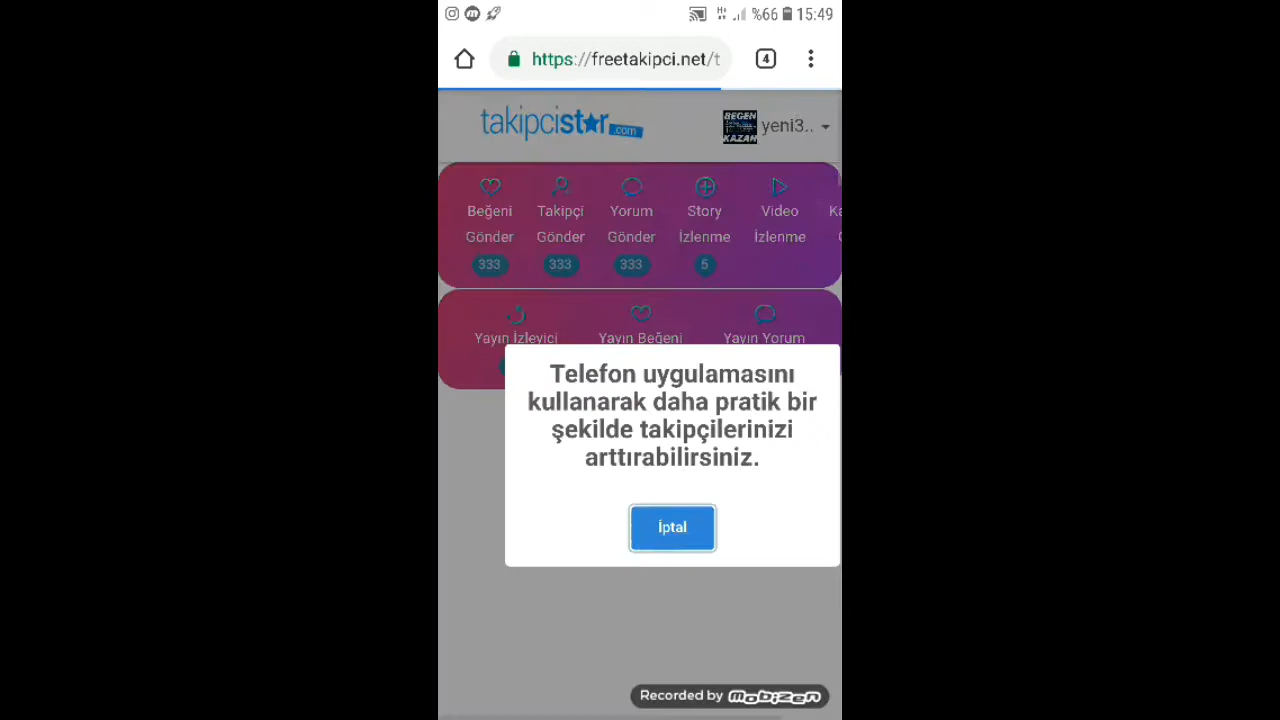 %66 15:49
https://freetakipci.net/t 4
takipcistar.com
BEGEN
KAZAN
yeni3..
Beğeni Takipçi Yorum Story Video
Gönder Gönder Gönder İzlenme İzlenme
333 333 333 5
Yayın İzleyici Yayın Beğeni Yayın Yorum
Telefon uygulamasını
kullanarak daha pratik bir
şekilde takipçilerinizi
arttırabilirsiniz.
İptal
Recorded by mobizen